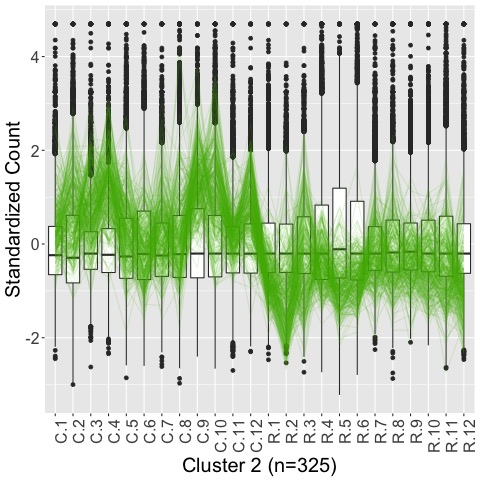 Standardized Count
4
2
0
-2
C.1 C.2 C.3 C.4 C.5 C.6 C.7 C.8 C.9 C.10 C.11 C.12 R.1 R.2 R.3 R.4 R.5 R.6 R.7 R.8 R.9 R.10 R.11 R.12
Cluster 2 (n=325)